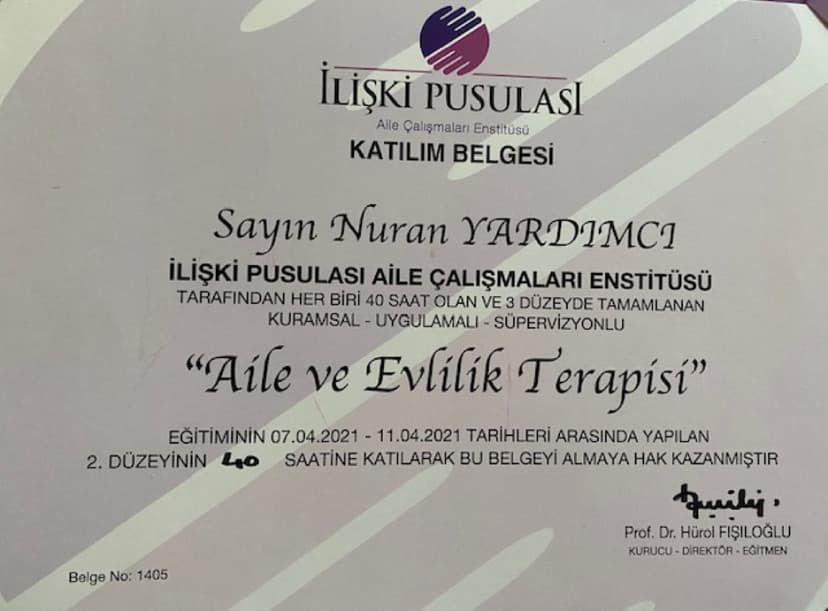 İLİŞKİ PUSULASI
Aile Çalışmaları Enstitüsü
KATILIM BELGESİ
Sayın Nuran YARDIMCI
İLİŞKİ PUSULASI AİLE ÇALIŞMALARI ENSTİTÜSÜ
TARAFINDAN HER BİRİ 40 SAAT OLAN VE 3 DÜZEYDE TAMAMLANAN
KURAMSAL - UYGULAMALI - SÜPERVİZYONLU
“Aile ve Evlilik Terapisi”
EĞİTİMİNİN 07.04.2021 - 11.04.2021 TARİHLERİ ARASINDA YAPILAN
2. DÜZEYİNİN 40 SAATİNE KATILARAK BU BELGEYİ ALMAYA HAK KAZANMIŞTIR
Prof. Dr. Hürol FIŞILOĞLU
KURUCU - DİREKTÖR - EĞİTMEN
Belge No: 1405